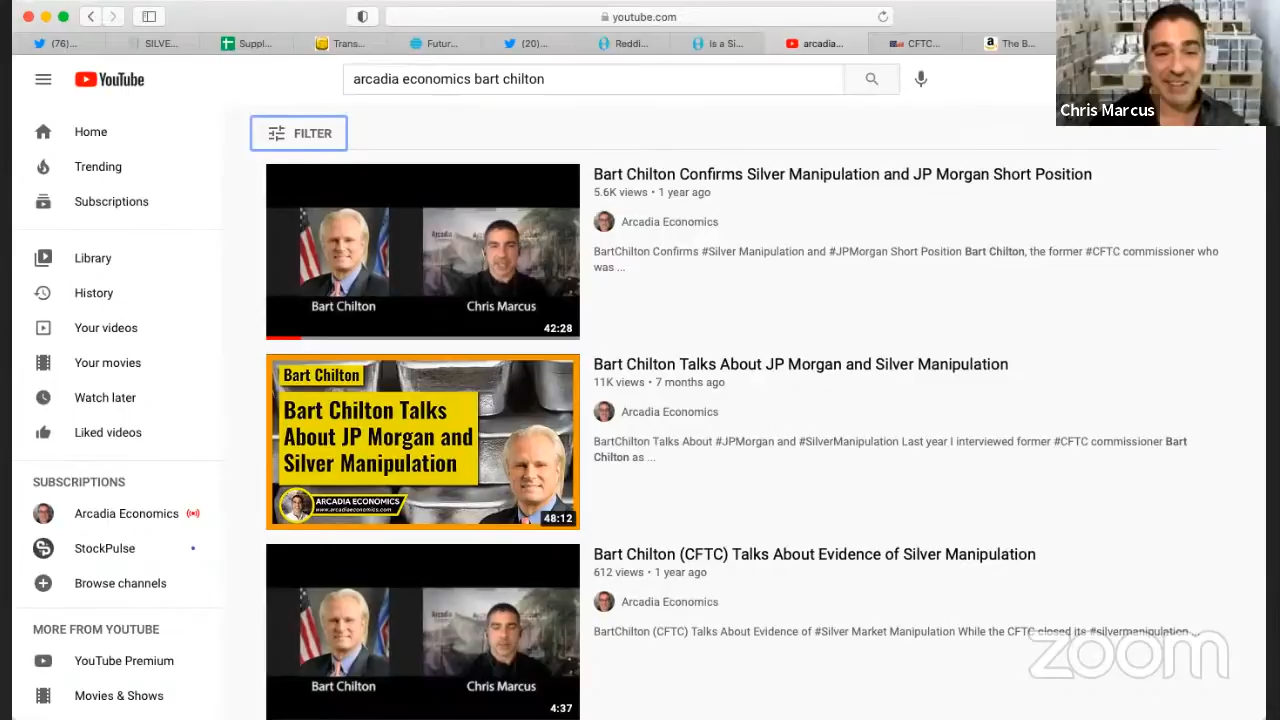 youtube.com
(76)...
SILVE...
Suppl...
Trans...
Futur...
(20)...
Reddi...
Is a Si...
arcadia...
CFTC...
The B...
YouTube
arcadia economics bart chilton
Chris Marcus
Home
Trending
Subscriptions
Library
History
Your videos
Your movies
Watch later
Liked videos
SUBSCRIPTIONS
Arcadia Economics
StockPulse
Browse channels
MORE FROM YOUTUBE
YouTube Premium
Movies & Shows
FILTER
Bart Chilton
Chris Marcus
42:28
Bart Chilton Confirms Silver Manipulation and JP Morgan Short Position
5.6K views • 1 year ago
Arcadia Economics
BartChilton Confirms #Silver Manipulation and #JPMorgan Short Position Bart Chilton, the former #CFTC commissioner who
was ...
Bart Chilton
Bart Chilton Talks
About JP Morgan and
Silver Manipulation
ARCADIA ECONOMICS
www.arcadiaeconomics.com
48:12
Bart Chilton Talks About JP Morgan and Silver Manipulation
11K views • 7 months ago
Arcadia Economics
BartChilton Talks About #JPMorgan and #SilverManipulation Last year I interviewed former #CFTC commissioner Bart
Chilton as ...
Bart Chilton
Chris Marcus
4:37
Bart Chilton (CFTC) Talks About Evidence of Silver Manipulation
612 views • 1 year ago
Arcadia Economics
BartChilton (CFTC) Talks About Evidence of #Silver Market Manipulation While the CFTC closed its #silvermanipulation ...
zoom